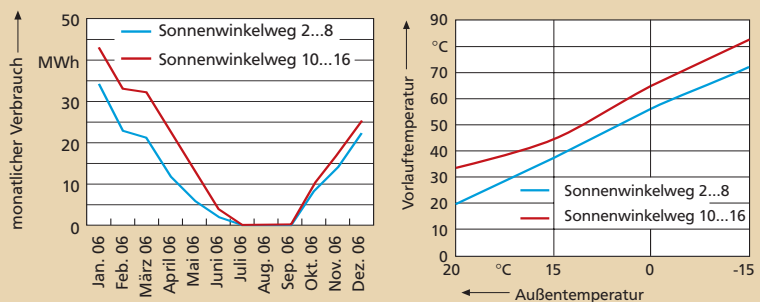 monatlicher Verbrauch
50
MWh
30
20
10
0
Sonnenwinkelweg 2...8
Sonnenwinkelweg 10...16
Jan. 06
Feb. 06
März 06
April 06
Mai 06
Juni 06
Juli 06
Aug. 06
Sep. 06
Okt. 06
Nov. 06
Dez. 06
Vorlauftemperatur
90
°C
70
60
50
40
30
20
10
0
Sonnenwinkelweg 2...8
Sonnenwinkelweg 10...16
20 °C 15 0 -15
Außentemperatur